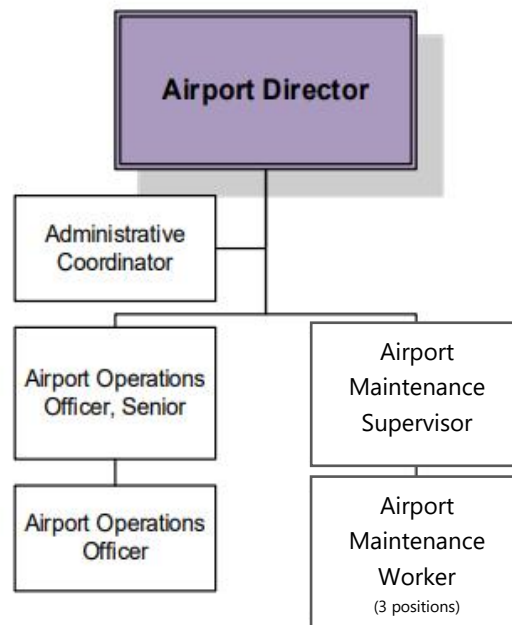 Airport Director
Administrative
Coordinator
Airport Operations
Officer, Senior
Airport Operations
Officer
Airport
Maintenance
Supervisor
Airport
Maintenance
Worker
(3 positions)